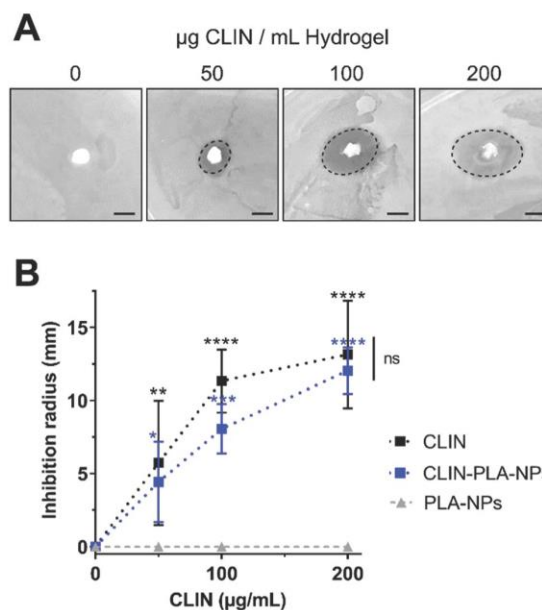 A
µg CLIN / mL Hydrogel
0 50 100 200
B
Inhibition radius (mm)
15
10
5
0
**
*
****
***
****
****
ns
CLIN
CLIN-PLA-NP
PLA-NPs
0 100 200
CLIN (µg/mL)